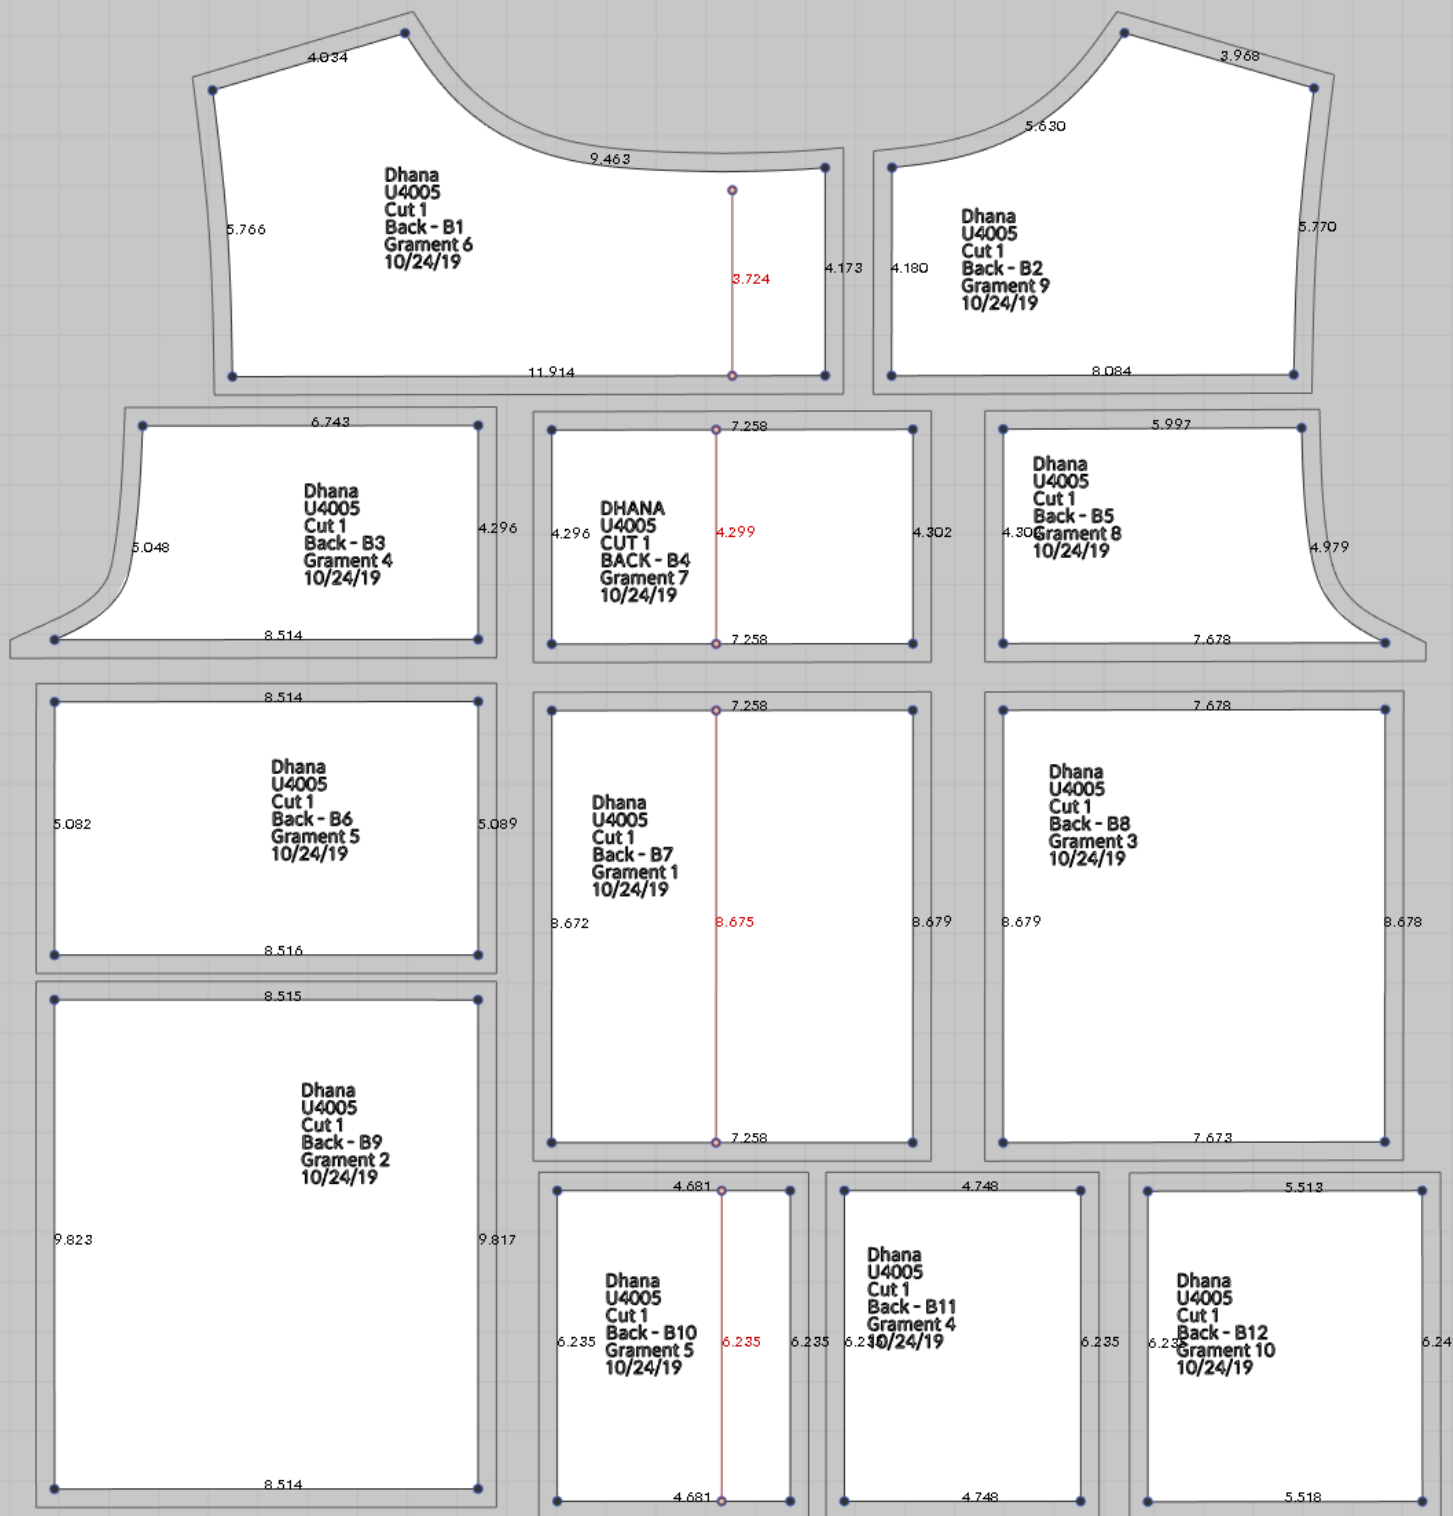 4.034
3.968
5.630
9.463
Dhana
U4005
Cut 1
Back - B1
Grament 6
10/24/19
5.766
3.724
4.173
11.914
Dhana
U4005
Cut 1
Back - B2
Grament 9
10/24/19
5.770
4.180
8.084
6.743
Dhana
U4005
Cut 1
Back - B3
Grament 4
10/24/19
5.048
4.296
8.514
7.258
DHANA
U4005
CUT 1
BACK - B4
Grament 7
10/24/19
4.296
4.299
4.302
7.258
5.997
Dhana
U4005
Cut 1
Back - B5
Grament 8
10/24/19
4.979
7.678
8.514
Dhana
U4005
Cut 1
Back - B6
Grament 5
10/24/19
5.082
5.089
8.516
7.258
Dhana
U4005
Cut 1
Back - B7
Grament 1
10/24/19
8.672
8.675
8.679
7.258
7.678
Dhana
U4005
Cut 1
Back - B8
Grament 3
10/24/19
8.679
8.678
7.673
8.515
Dhana
U4005
Cut 1
Back - B9
Grament 2
10/24/19
9.823
9.817
8.514
4.681
Dhana
U4005
Cut 1
Back - B10
Grament 5
10/24/19
6.235
6.235
6.235
4.681
4.748
Dhana
U4005
Cut 1
Back - B11
Grament 4
10/24/19
6.235
4.748
5.513
Dhana
U4005
Cut 1
Back - B12
Grament 10
10/24/19
5.518